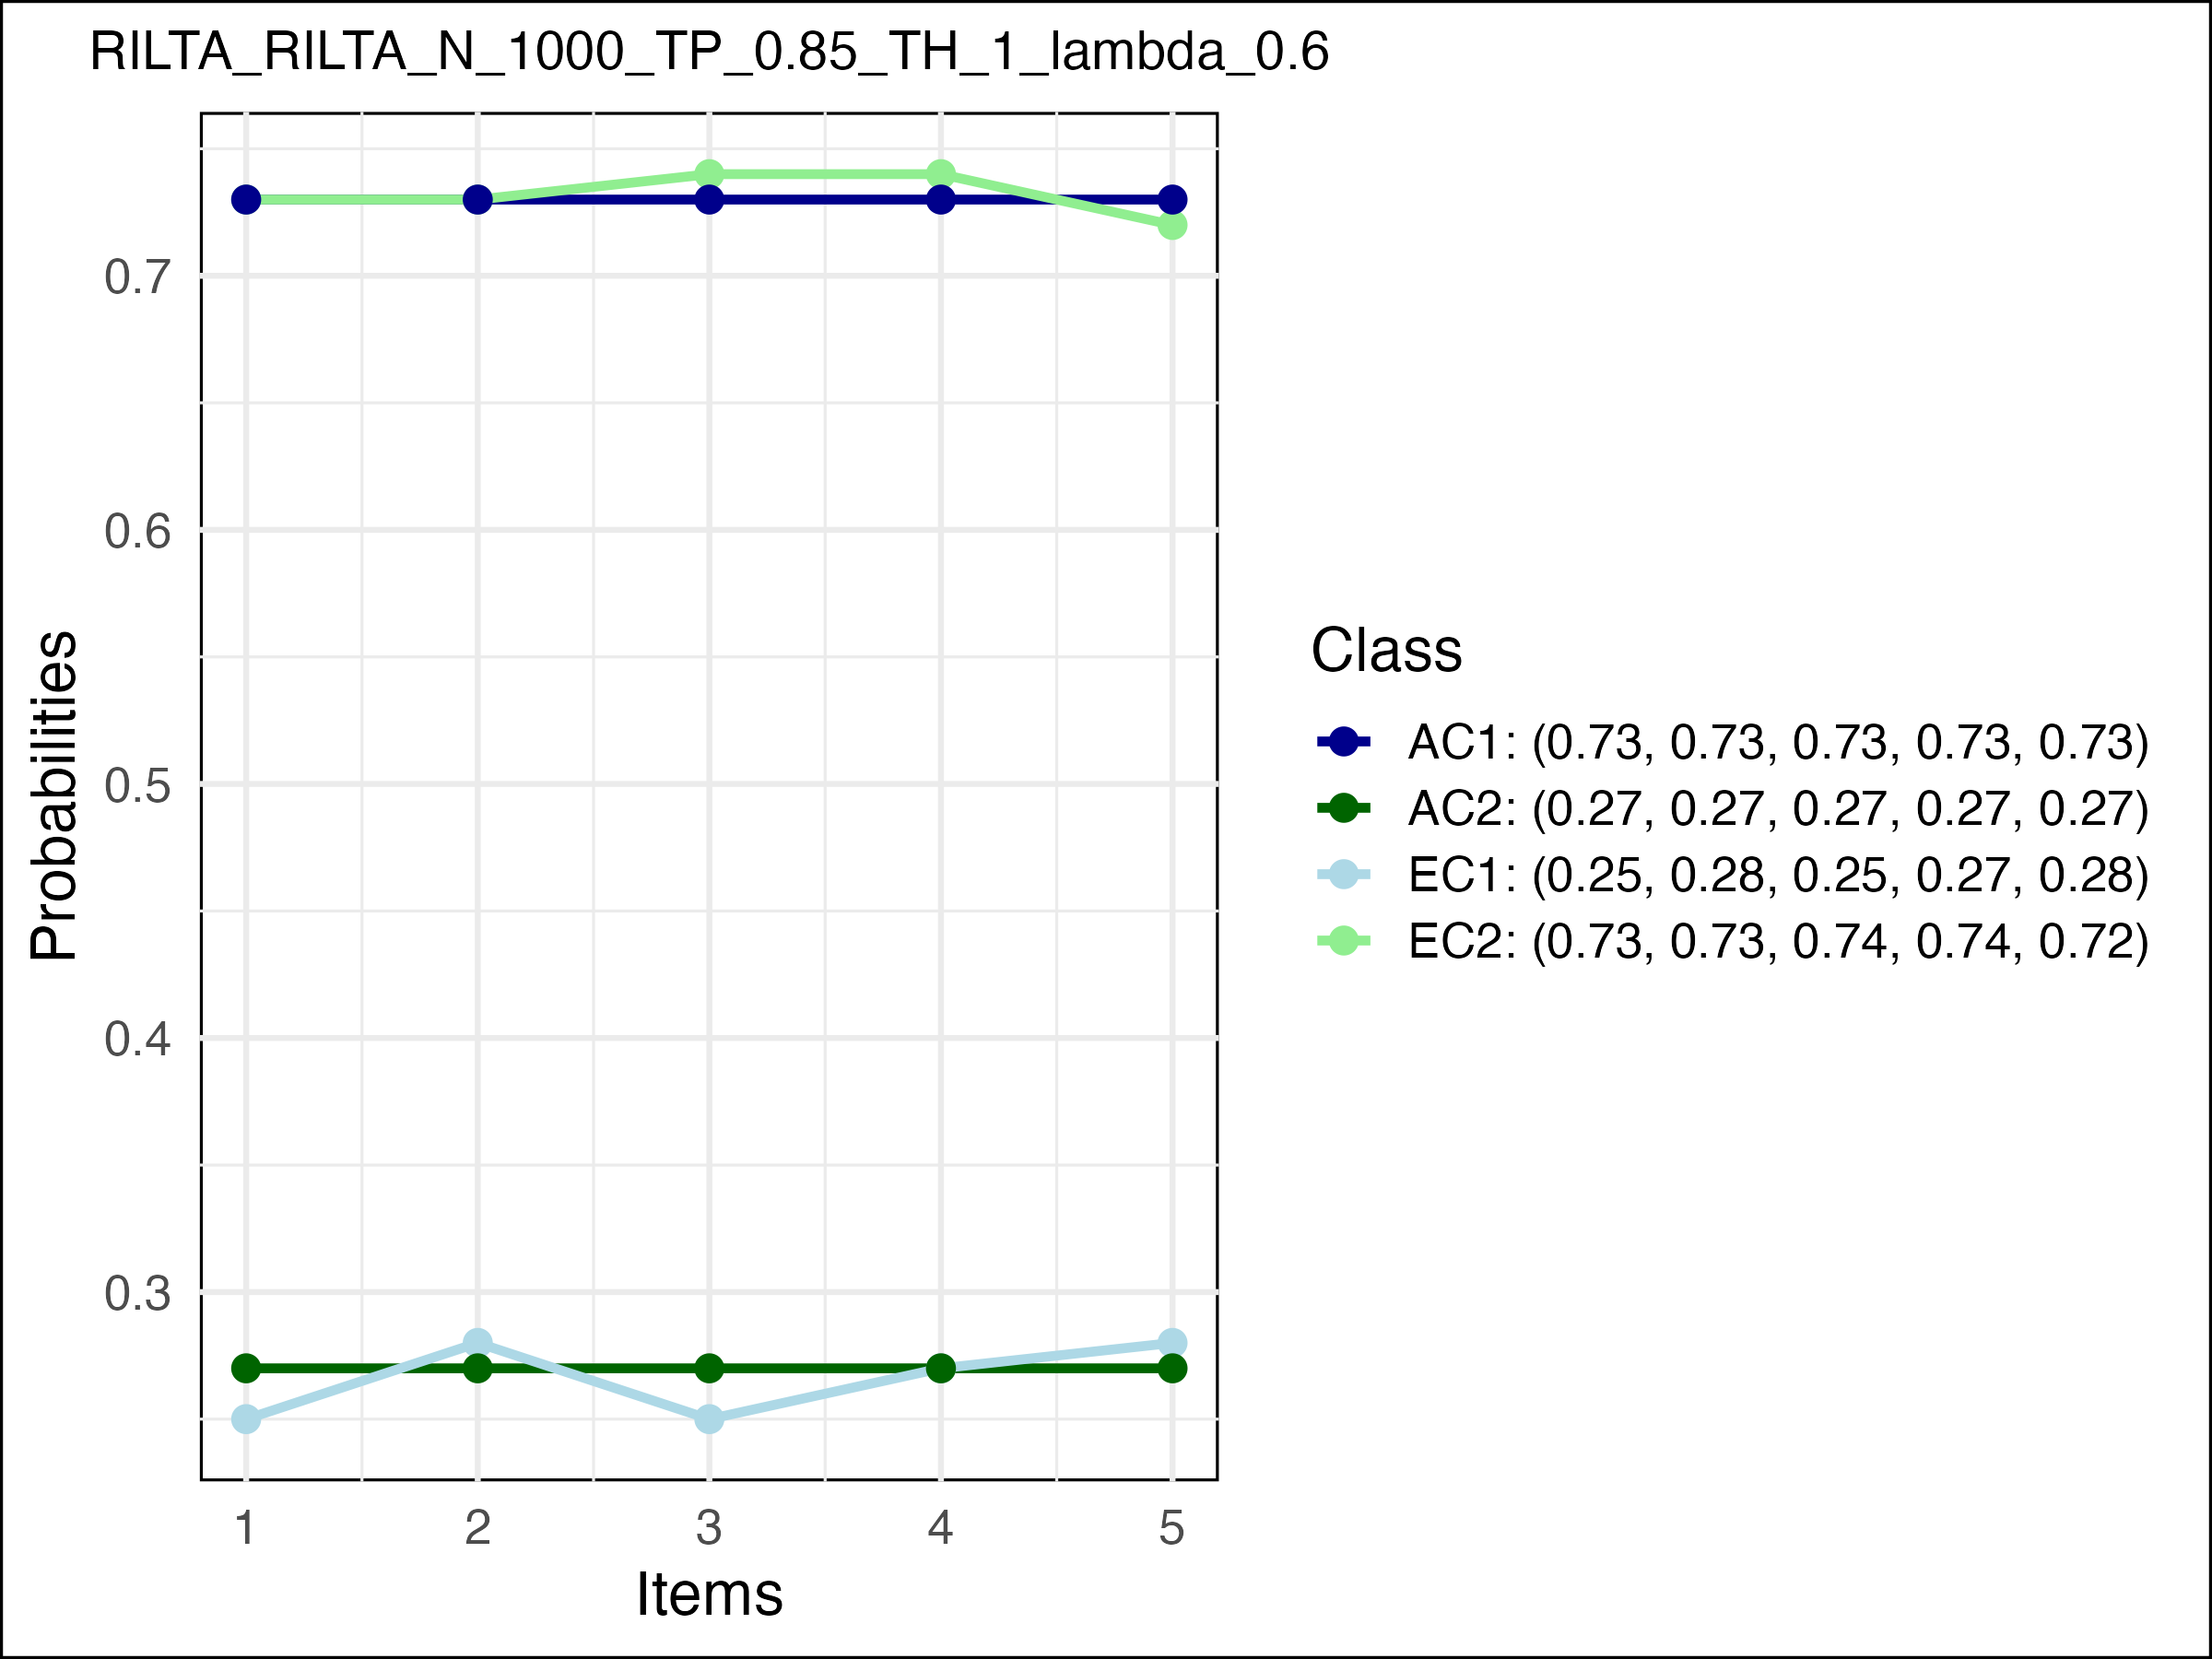 RILTA_RILTA_N_1000_TP_0.85_TH_1_lambda_0.6
Probabilities
0.7
0.6
0.5
0.4
0.3
1 2 3 4 5
Items
Class
AC1: (0.73, 0.73, 0.73, 0.73, 0.73)
AC2: (0.27, 0.27, 0.27, 0.27, 0.27)
EC1: (0.25, 0.28, 0.25, 0.27, 0.28)
EC2: (0.73, 0.73, 0.74, 0.74, 0.72)